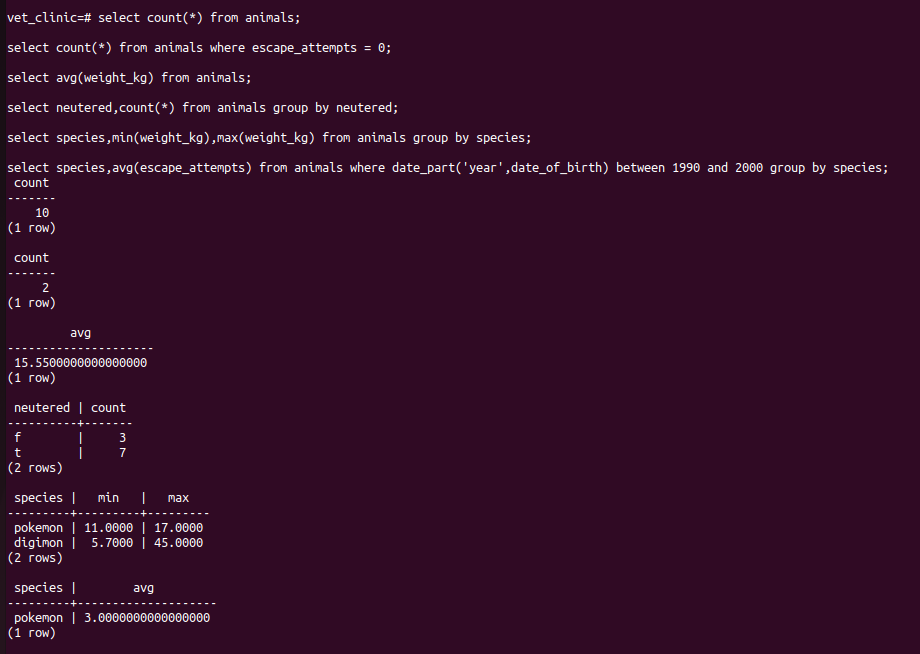 vet_clinic=# select count(*) from animals;

select count(*) from animals where escape_attempts = 0;

select avg(weight_kg) from animals;

select neutered,count(*) from animals group by neutered;

select species,min(weight_kg),max(weight_kg) from animals group by species;

select species,avg(escape_attempts) from animals where date_part('year',date_of_birth) between 1990 and 2000 group by species;
 count
-------
    10
(1 row)

 count
-------
     2
(1 row)

         avg
---------------------
 15.5500000000000000
(1 row)

 neutered | count
----------+-------
 f        |     3
 t        |     7
(2 rows)

 species |   min   |   max
---------+---------+---------
 pokemon | 11.0000 | 17.0000
 digimon |  5.7000 | 45.0000
(2 rows)

 species |        avg
---------+--------------------
 pokemon | 3.0000000000000000
(1 row)